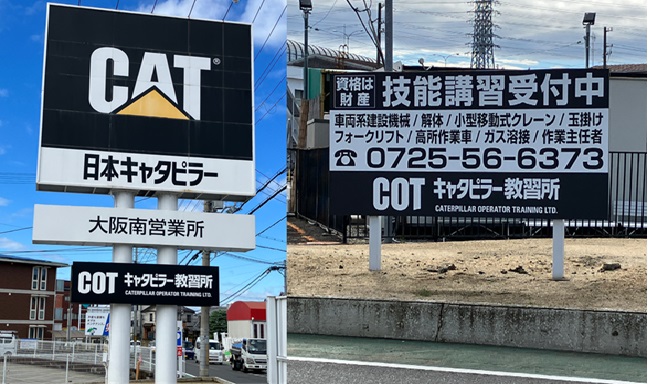 CAT®
日本キャタピラー
大阪南営業所
COT キャタピラー教習所
CATERPILLAR OPERATOR TRAINING LTD.
資格は
財産
技能講習受付中
車両系建設機械 / 解体 / 小型移動式クレーン / 玉掛け
フォークリフト / 高所作業車 / ガス溶接 / 作業主任者
☎ 0725-56-6373
COT キャタピラー教習所
CATERPILLAR OPERATOR TRAINING LTD.